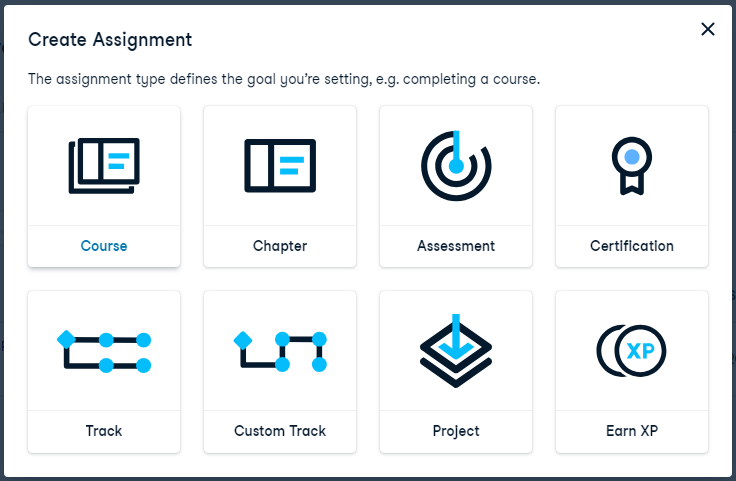 Create Assignment
The assignment type defines the goal you're setting, e.g. completing a course.
Course
Chapter
Assessment
Certification
Track
Custom Track
Project
XP
Earn XP